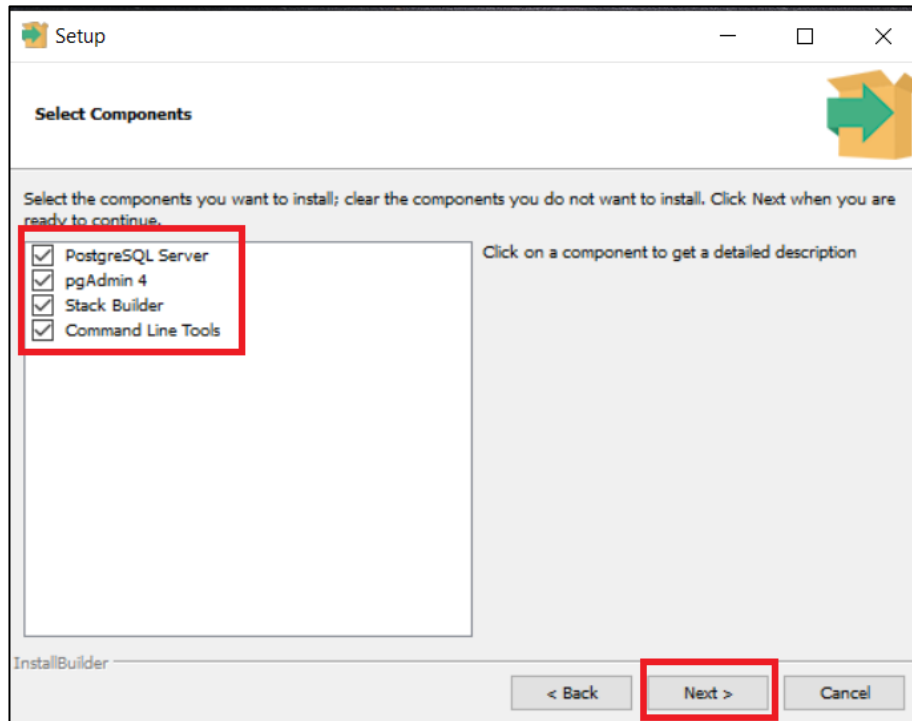 Setup
Select Components
Select the components you want to install; clear the components you do not want to install. Click Next when you are
ready to continue.
PostgreSQL Server
pgAdmin 4
Stack Builder
Command Line Tools
Click on a component to get a detailed description
InstallBuilder
< Back
Next >
Cancel